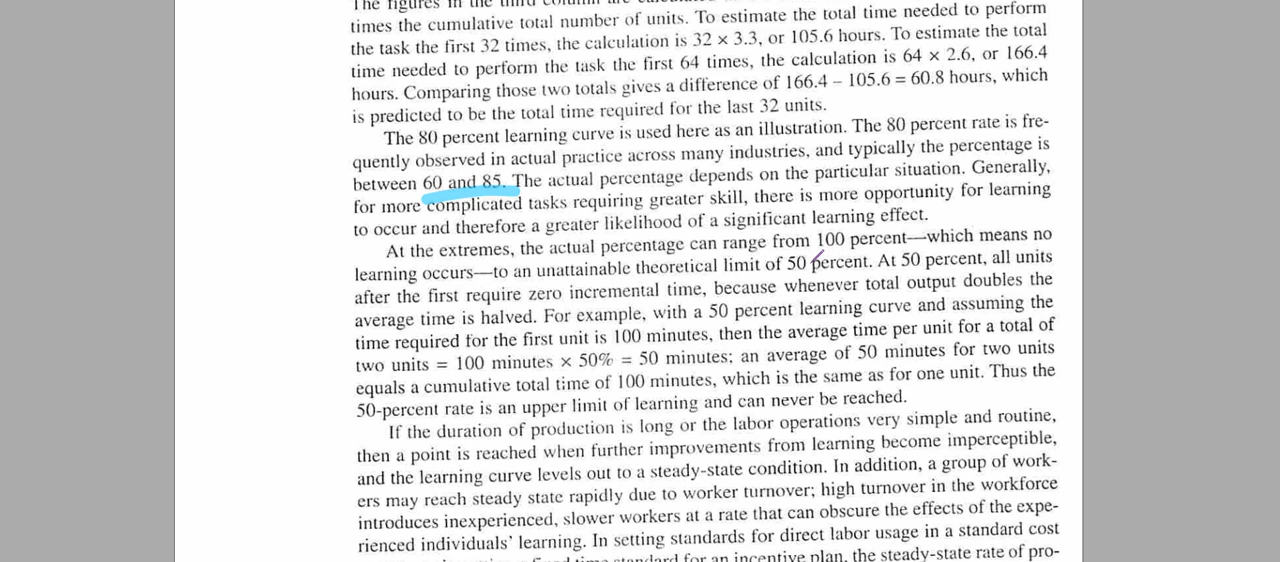 The figures in the third column are
times the cumulative total number of units. To estimate the total time needed to perform
the task the first 32 times, the calculation is 32 × 3.3, or 105.6 hours. To estimate the total
time needed to perform the task the first 64 times, the calculation is 64 × 2.6, or 166.4
hours. Comparing those two totals gives a difference of 166.4 – 105.6 = 60.8 hours, which
is predicted to be the total time required for the last 32 units.
The 80 percent learning curve is used here as an illustration. The 80 percent rate is fre-
quently observed in actual practice across many industries, and typically the percentage is
between 60 and 85. The actual percentage depends on the particular situation. Generally,
for more complicated tasks requiring greater skill, there is more opportunity for learning
to occur and therefore a greater likelihood of a significant learning effect.
At the extremes, the actual percentage can range from 100 percent—which means no
learning occurs—to an unattainable theoretical limit of 50 percent. At 50 percent, all units
after the first require zero incremental time, because whenever total output doubles the
average time is halved. For example, with a 50 percent learning curve and assuming the
time required for the first unit is 100 minutes, then the average time per unit for a total of
two units = 100 minutes × 50% = 50 minutes; an average of 50 minutes for two units
equals a cumulative total time of 100 minutes, which is the same as for one unit. Thus the
50-percent rate is an upper limit of learning and can never be reached.
If the duration of production is long or the labor operations very simple and routine,
then a point is reached when further improvements from learning become imperceptible,
and the learning curve levels out to a steady-state condition. In addition, a group of work-
ers may reach steady state rapidly due to worker turnover; high turnover in the workforce
introduces inexperienced, slower workers at a rate that can obscure the effects of the expe-
rienced individuals' learning. In setting standards for direct labor usage in a standard cost
time standard for an incentive plan, the steady-state rate of pro-